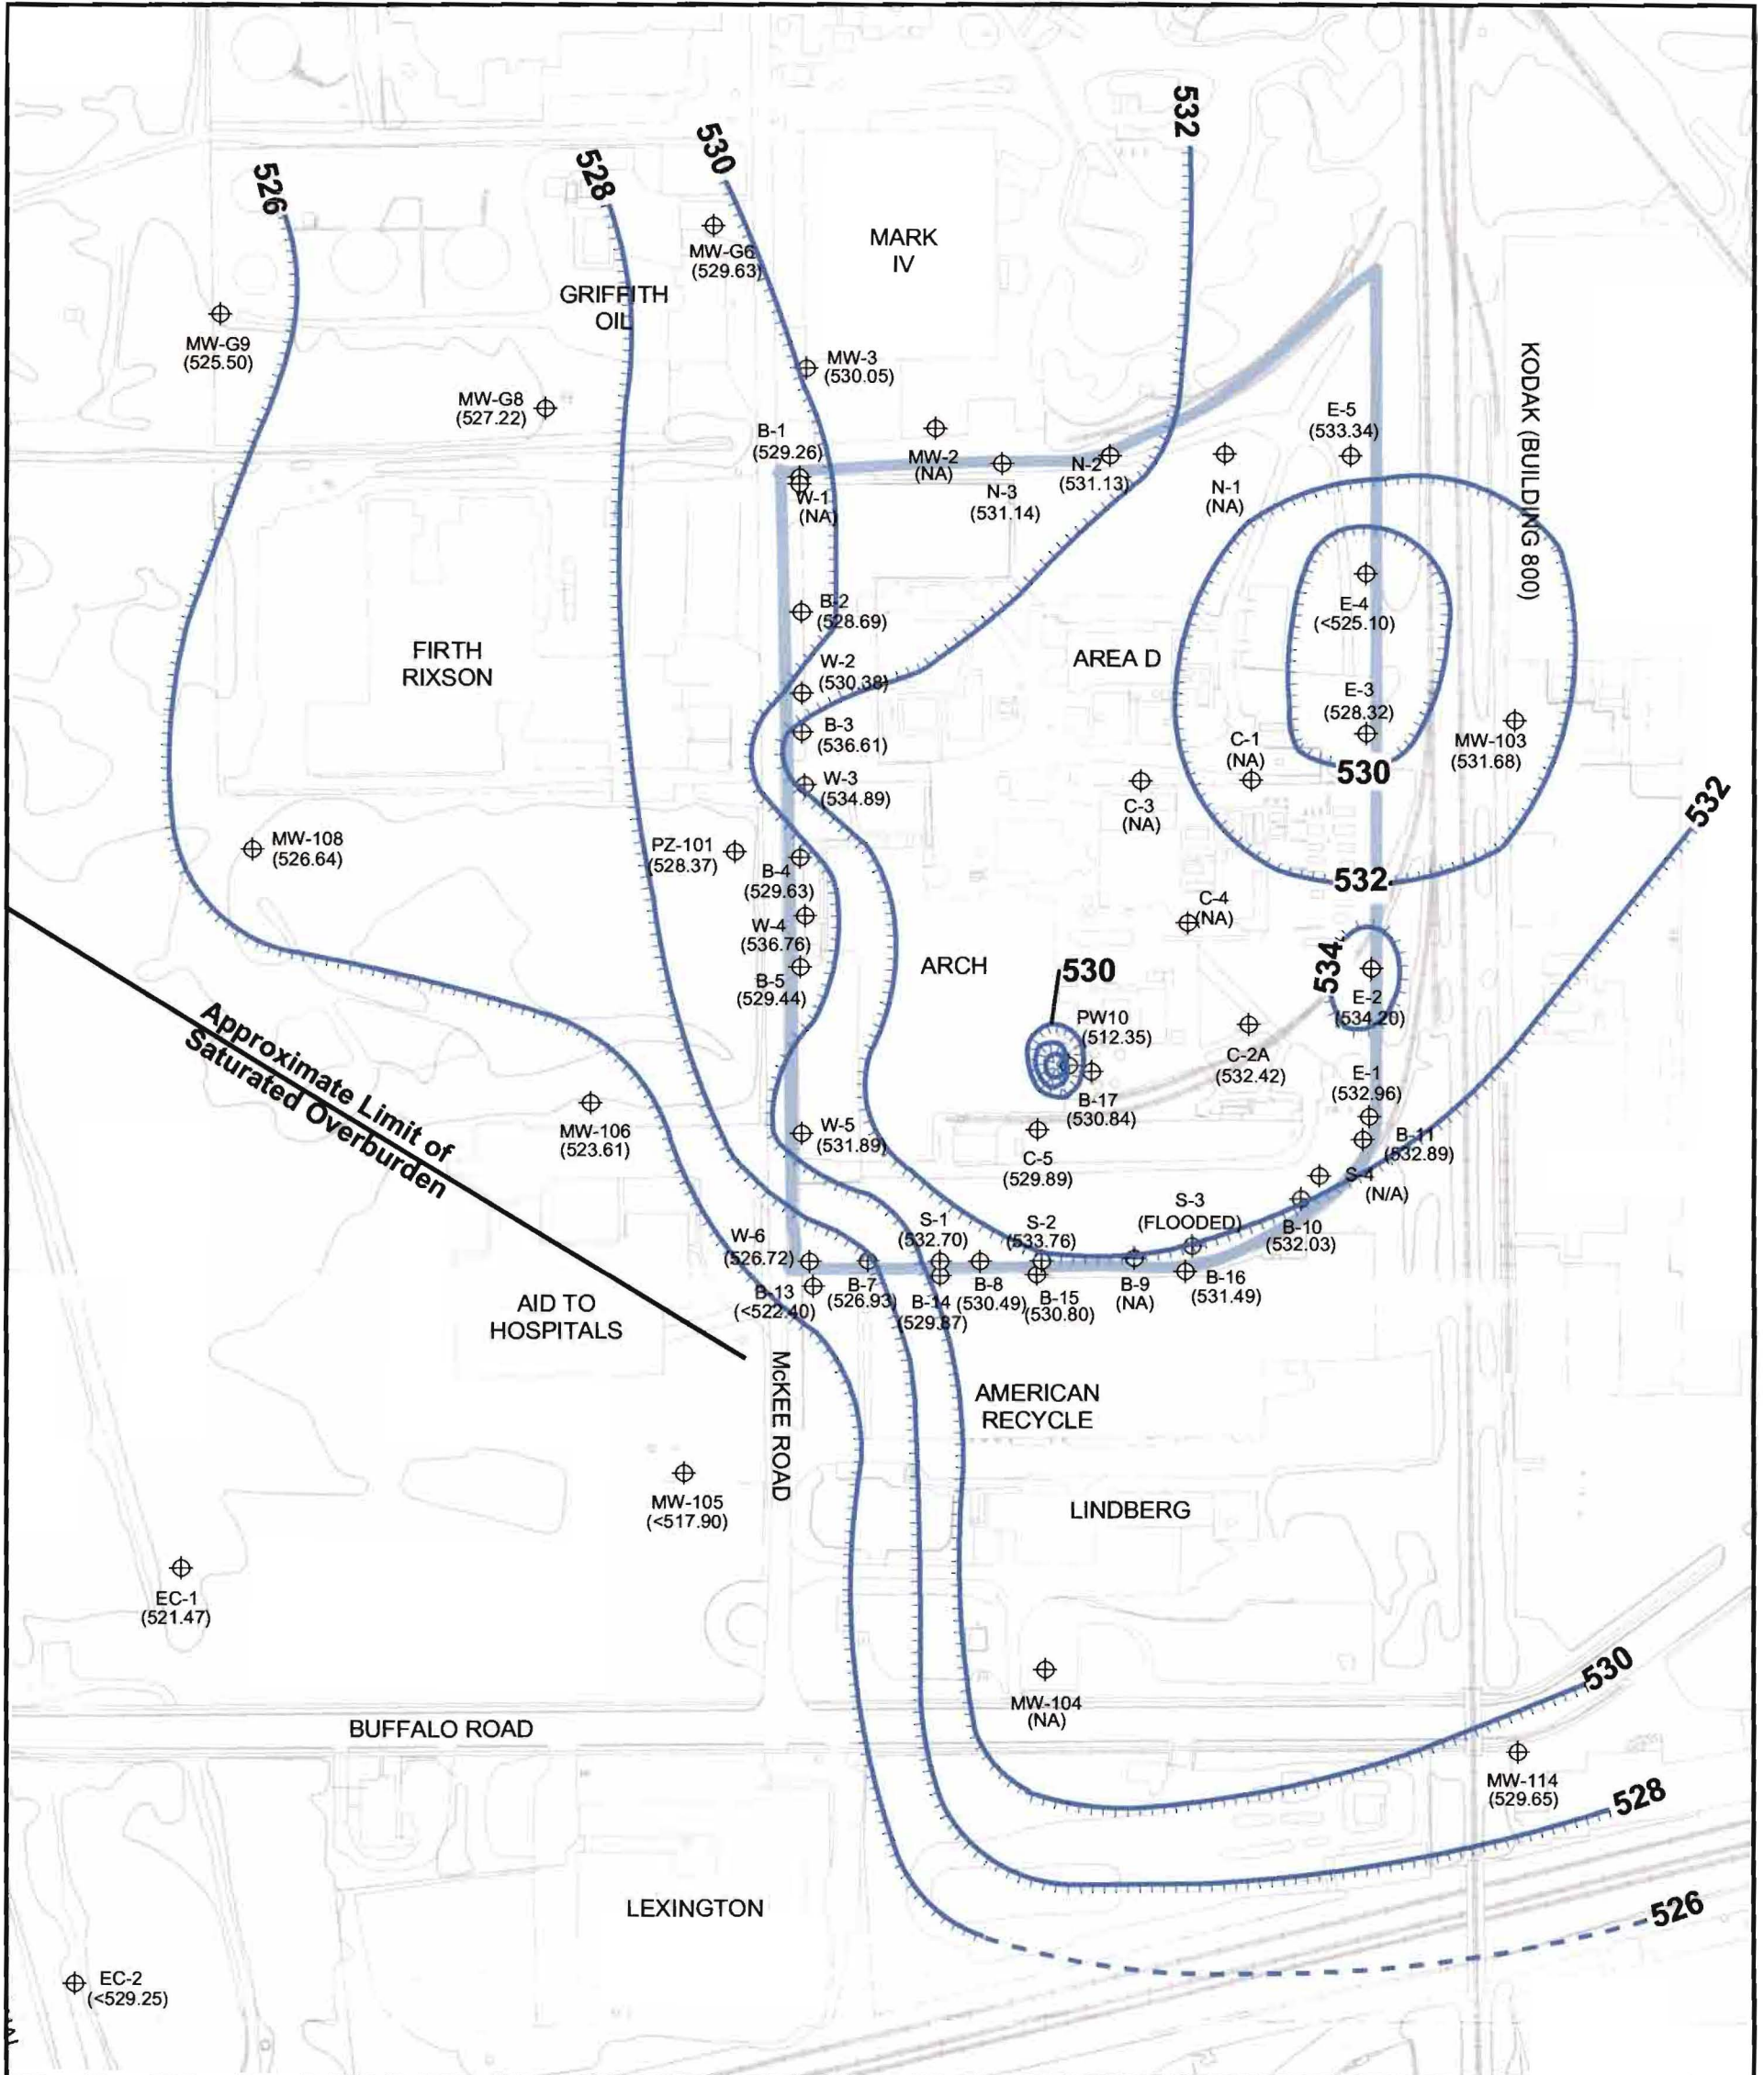 532
530
528
526
MW-G6
(529.63)
MARK
IV
GRIFFITH
OIL
MW-G9
(525.50)
MW-3
(530.05)
MW-G8
(527.22)
KODAK (BUILDING 800)
B-1
(529.26)
W-1
(NA)
MW-2
(NA)
N-3
(531.14)
N-2
(531.13)
N-1
(NA)
E-5
(533.34)
B-2
(528.69)
E-4
(<525.10)
FIRTH
RIXSON
AREA D
W-2
(530.38)
E-3
(528.32)
B-3
(536.61)
C-1
(NA)
MW-103
(531.68)
530
W-3
(534.89)
C-3
(NA)
532
MW-108
(526.64)
PZ-101
(528.37)
B-4
(529.63)
532
C-4
(NA)
W-4
(536.76)
B-5
(529.44)
ARCH
530
534
E-2
(534.20)
PW10
(512.35)
C-2A
(532.42)
Approximate Limit of
Saturated Overburden
B-17
(530.84)
E-1
(532.96)
MW-106
(523.61)
W-5
(531.89)
C-5
(529.89)
B-11
(532.89)
S-4
(N/A)
S-3
(FLOODED)
B-10
(532.03)
S-1
(532.70)
S-2
(533.76)
W-6
(526.72)
B-13
(<522.40)
B-7
(526.93)
B-14
(529.87)
B-8
(530.49)
B-15
(530.80)
B-9
(NA)
B-16
(531.49)
AID TO
HOSPITALS
McKEE ROAD
AMERICAN
RECYCLE
MW-105
(<517.90)
LINDBERG
EC-1
(521.47)
MW-104
(NA)
530
BUFFALO ROAD
MW-114
(529.65)
528
LEXINGTON
526
EC-2
(<529.25)